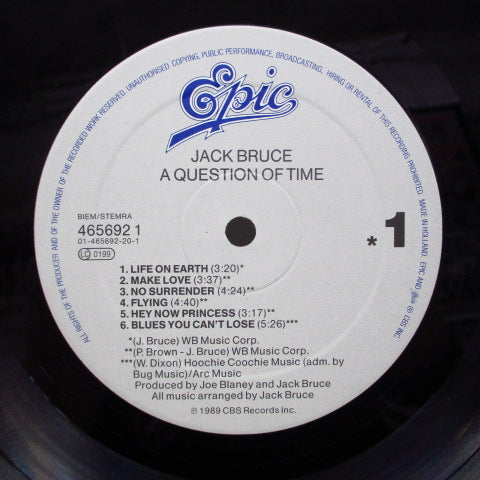 ALL RIGHTS OF THE PRODUCER AND OF THE OWNER OF THE RECORDED WORK RESERVED. UNAUTHORISED COPYING, PUBLIC PERFORMANCE, BROADCASTING, HIRING OR RENTAL OF THIS RECORDING PROHIBITED. MADE IN HOLLAND. EPIC AND ARE CBS INC.
Epic
JACK BRUCE
A QUESTION OF TIME
BIEM/STEMRA
465692 1
01-465692-20-1
LC 0199
*1
1. LIFE ON EARTH (3:20)*
2. MAKE LOVE (3:37)**
3. NO SURRENDER (4:24)**
4. FLYING (4:40)**
5. HEY NOW PRINCESS (3:17)**
6. BLUES YOU CAN'T LOSE (5:26)***
*(J. Bruce) WB Music Corp.
**(P. Brown - J. Bruce) WB Music Corp.
***(W. Dixon) Hoochie Coochie Music (adm. by
Bug Music)/Arc Music
Produced by Joe Blaney and Jack Bruce
All music arranged by Jack Bruce
℗ 1989 CBS Records Inc.